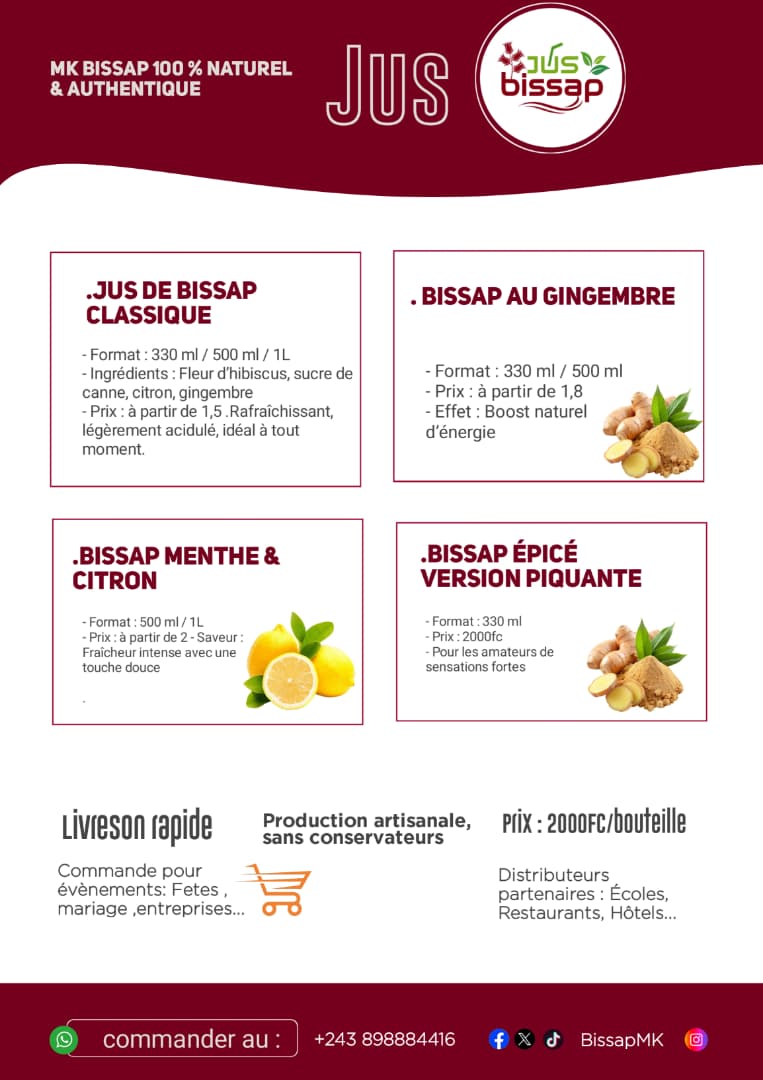 MK BISSAP 100 % NATUREL
& AUTHENTIQUE
JUS
JUS
bissap
.JUS DE BISSAP
CLASSIQUE
- Format : 330 ml / 500 ml / 1L
- Ingrédients : Fleur d'hibiscus, sucre de
canne, citron, gingembre
- Prix : à partir de 1,5 .Rafraîchissant,
légèrement acidulé, idéal à tout
moment.
. BISSAP AU GINGEMBRE
- Format : 330 ml / 500 ml
- Prix : à partir de 1,8
- Effet : Boost naturel
d'énergie
.BISSAP MENTHE &
CITRON
- Format : 500 ml / 1L
- Prix : à partir de 2 - Saveur :
Fraîcheur intense avec une
touche douce
.
.BISSAP ÉPICÉ
VERSION PIQUANTE
- Format : 330 ml
- Prix : 2000fc
- Pour les amateurs de
sensations fortes
Livreson rapide
Commande pour
évènements: Fetes ,
mariage ,entreprises...
Production artisanale,
sans conservateurs
Prix : 2000FC/bouteille
Distributeurs
partenaires : Écoles,
Restaurants, Hôtels...
commander au :
+243 898884416
BissapMK